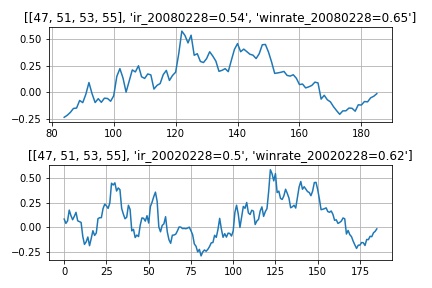 [[47, 51, 53, 55], 'ir_20080228=0.54', 'winrate_20080228=0.65']
0.50
0.25
0.00
−0.25
80 100 120 140 160 180
[[47, 51, 53, 55], 'ir_20020228=0.5', 'winrate_20020228=0.62']
0.50
0.25
0.00
−0.25
0 25 50 75 100 125 150 175